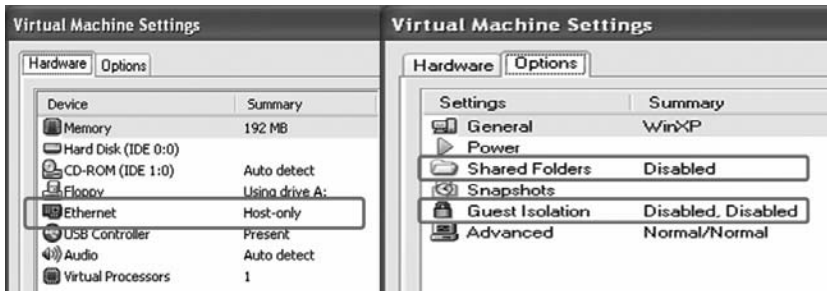 Virtual Machine Settings
Hardware Options
Device Summary
Memory 192 MB
Hard Disk (IDE 0:0)
CD-ROM (IDE 1:0) Auto detect
Floppy Using drive A:
Ethernet Host-only
USB Controller Present
Audio Auto detect
Virtual Processors 1
Virtual Machine Settings
Hardware Options
Settings Summary
General WinXP
Power
Shared Folders Disabled
Snapshots
Guest Isolation Disabled, Disabled
Advanced Normal/Normal